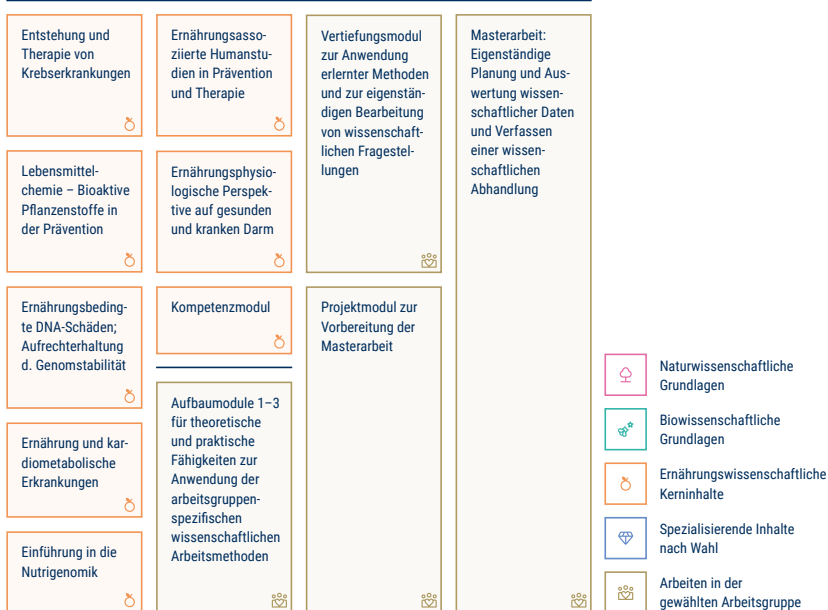 Entstehung und
Therapie von
Krebserkrankungen
Lebensmittel-
chemie – Bioaktive
Pflanzenstoffe in
der Prävention
Ernährungsbeding-
te DNA-Schäden;
Aufrechterhaltung
d. Genomstabilität
Ernährung und kar-
diometabolische
Erkrankungen
Einführung in die
Nutrigenomik
Ernährungsasso-
ziierte Humanstu-
dien in Prävention
und Therapie
Ernährungsphysio-
logische Perspek-
tive auf gesunden
und kranken Darm
Kompetenzmodul
Aufbaumodule 1–3
für theoretische
und praktische
Fähigkeiten zur
Anwendung der
arbeitsgruppen-
spezifischen
wissenschaftlichen
Arbeitsmethoden
Vertiefungsmodul
zur Anwendung
erlernter Methoden
und zur eigenstän-
digen Bearbeitung
von wissenschaft-
lichen Fragestel-
lungen
Projektmodul zur
Vorbereitung der
Masterarbeit
Masterarbeit:
Eigenständige
Planung und Aus-
wertung wissen-
schaftlicher Daten
und Verfassen
einer wissen-
schaftlichen
Abhandlung
Naturwissenschaftliche
Grundlagen
Biowissenschaftliche
Grundlagen
Ernährungswissenschaftliche
Kerninhalte
Spezialisierende Inhalte
nach Wahl
Arbeiten in der
gewählten Arbeitsgruppe